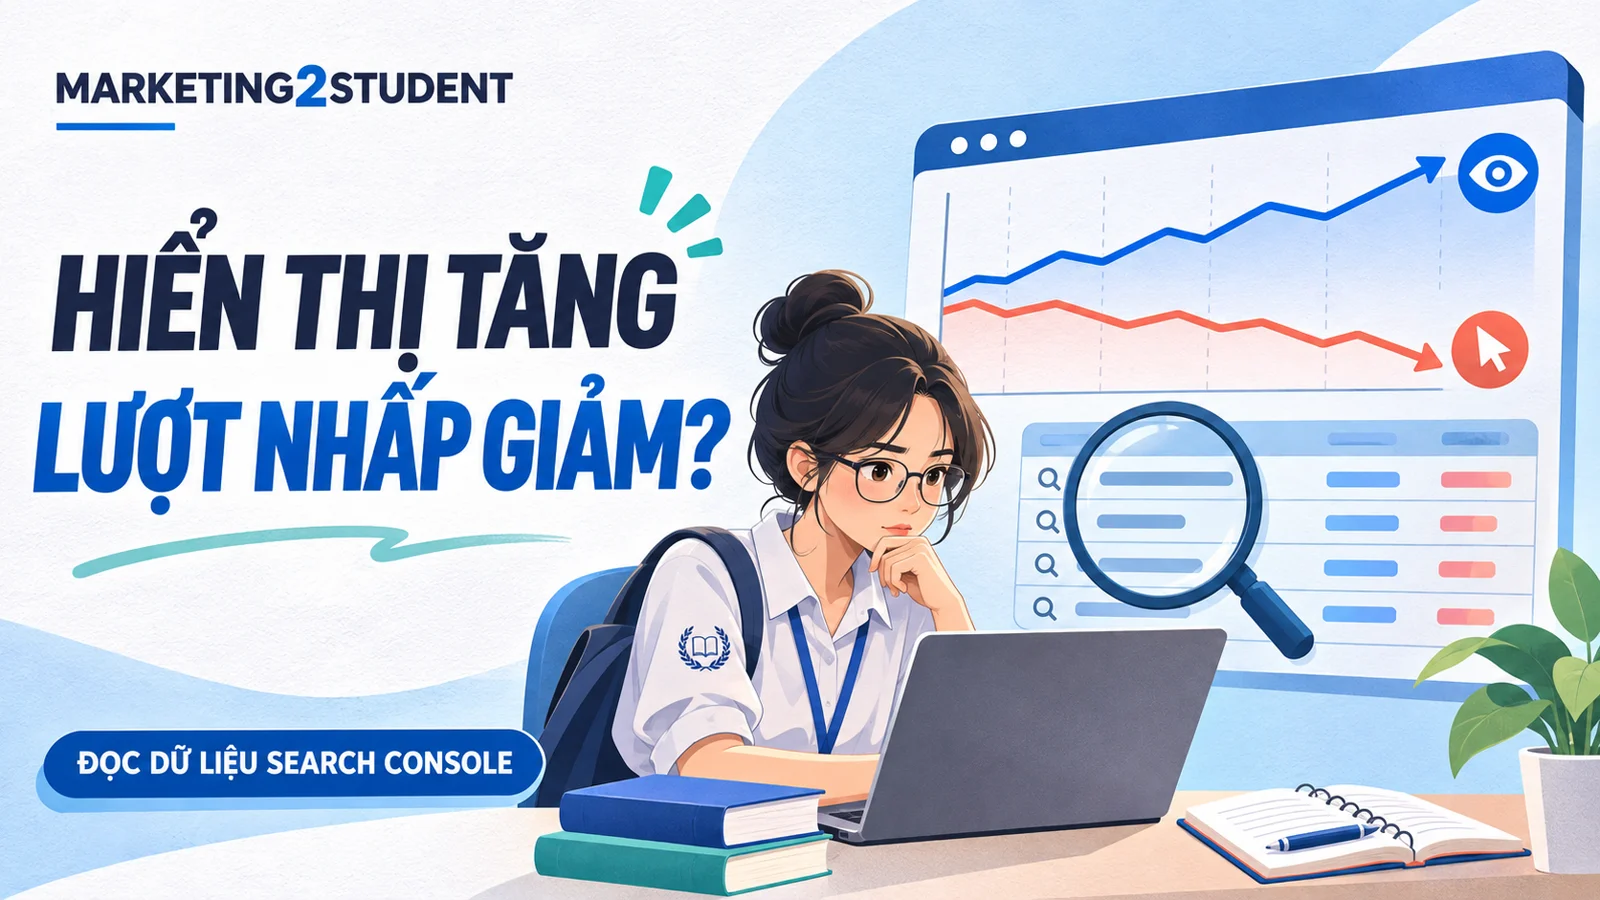 MARKETING2STUDENT
HIỂN THỊ TĂNG
LƯỢT NHẤP GIẢM?
ĐỌC DỮ LIỆU SEARCH CONSOLE